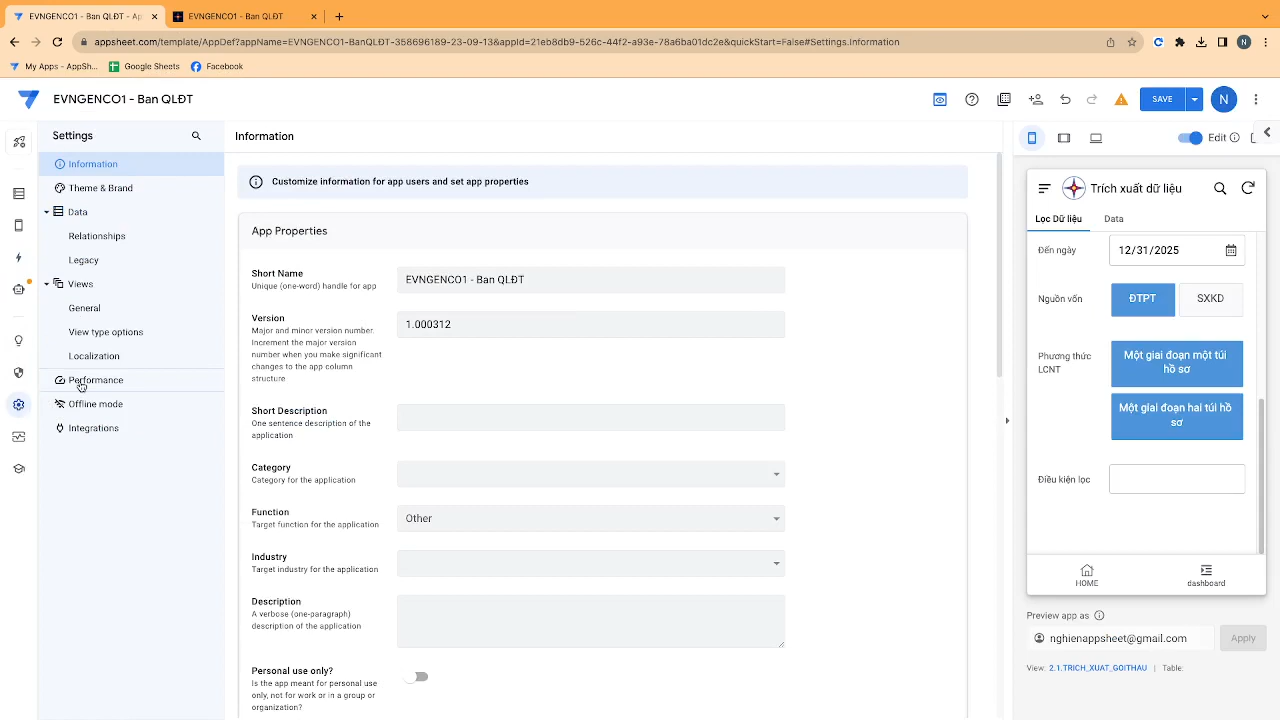 EVNGENCO1 - Ban QLĐT - Ap
EVNGENCO1 - Ban QLĐT
appsheet.com/template/AppDef?appName=EVNGENCO1-BanQLĐT-358696189-23-09-13&appId=21eb8db9-526c-44f2-a93e-78a6ba01dc2e&quickStart=False#Settings.Information
N
My Apps - AppSh...
Google Sheets
Facebook
EVNGENCO1 - Ban QLĐT
SAVE
N
Settings
Information
Theme & Brand
Data
Relationships
Legacy
Views
General
View type options
Localization
Performance
Offline mode
Integrations
Information
Customize information for app users and set app properties
App Properties
Short Name
Unique (one-word) handle for app
EVNGENCO1 - Ban QLĐT
Version
Major and minor version number.
Increment the major version
number when you make significant
changes to the app column
structure
1.000312
Short Description
One sentence description of the
application
Category
Category for the application
Function
Target function for the application
Other
Industry
Target industry for the application
Description
A verbose (one-paragraph)
description of the application
Personal use only?
Is the app meant for personal use
only, not for work or in a group or
organization?
Edit
Trích xuất dữ liệu
Lọc Dữ liệu
Data
Đến ngày
12/31/2025
Nguồn vốn
ĐTPT
SXKD
Phương thức
LCNT
Một giai đoạn một túi
hồ sơ
Một giai đoạn hai túi hồ
sơ
Điều kiện lọc
HOME
dashboard
Preview app as
nghienappsheet@gmail.com
Apply
View: 2.1.TRICH_XUAT_GOITHAU | Table: